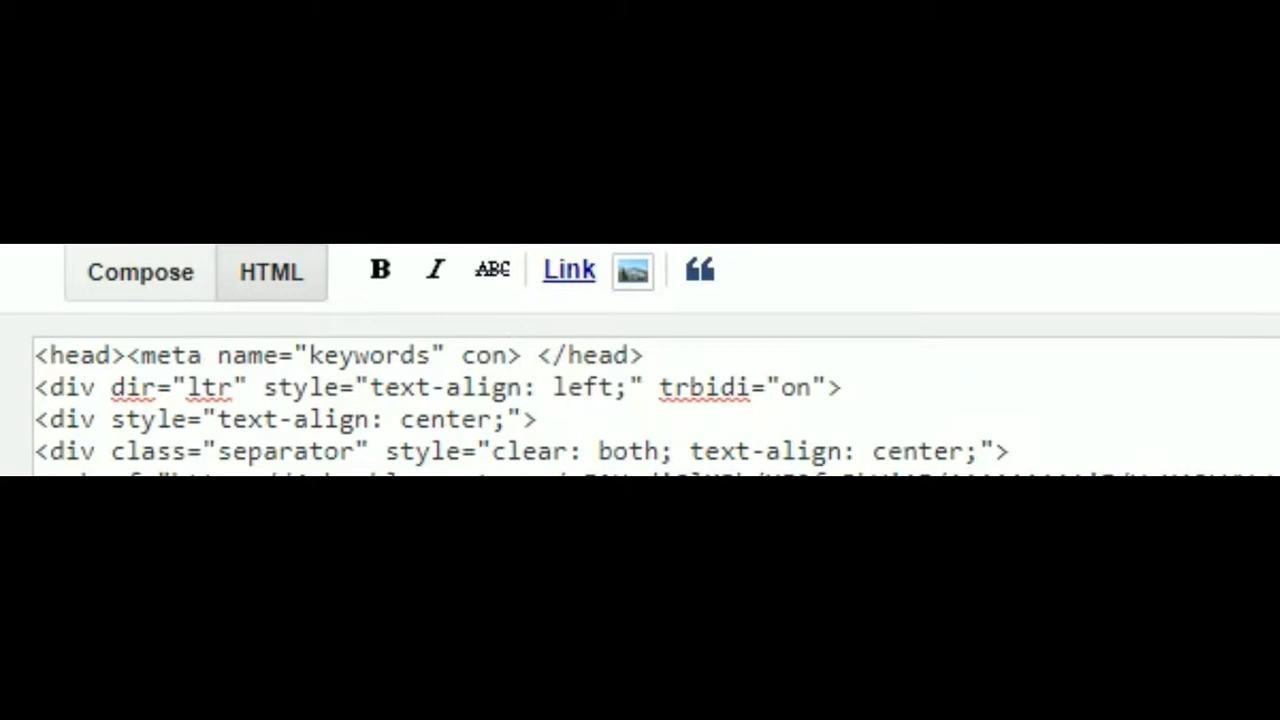 Compose HTML B I ABC Link
<head><meta name="keywords" con> </head>
<div dir="ltr" style="text-align: left;" trbidi="on">
<div style="text-align: center;">
<div class="separator" style="clear: both; text-align: center;">